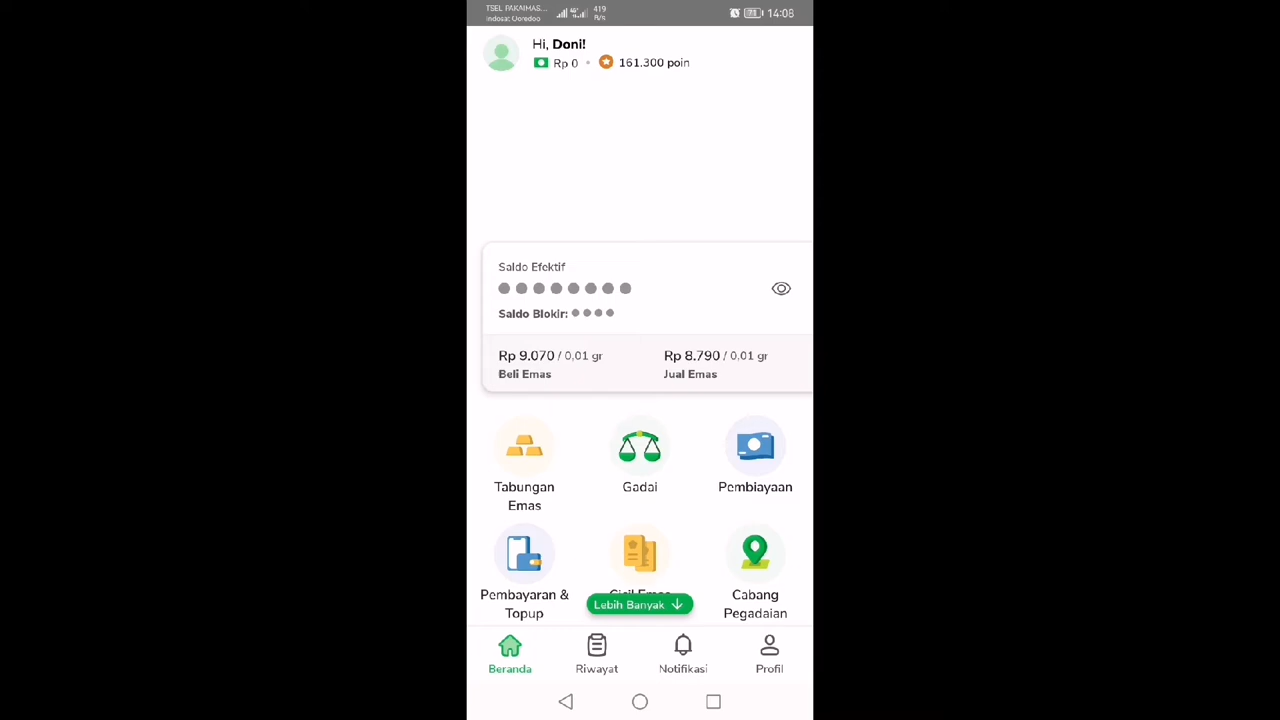 TSEL PAKAIMAS...
Indosat Ooredoo
4G
419
B/s
71
14:08
Hi, Doni!
Rp 0 • 161.300 poin
Saldo Efektif
Saldo Blokir:
Rp 9.070 / 0,01 gr
Beli Emas
Rp 8.790 / 0,01 gr
Jual Emas
Tabungan
Emas
Gadai
Pembiayaan
Pembayaran &
Topup
Cicil Emas
Lebih Banyak ↓
Cabang
Pegadaian
Beranda
Riwayat
Notifikasi
Profil